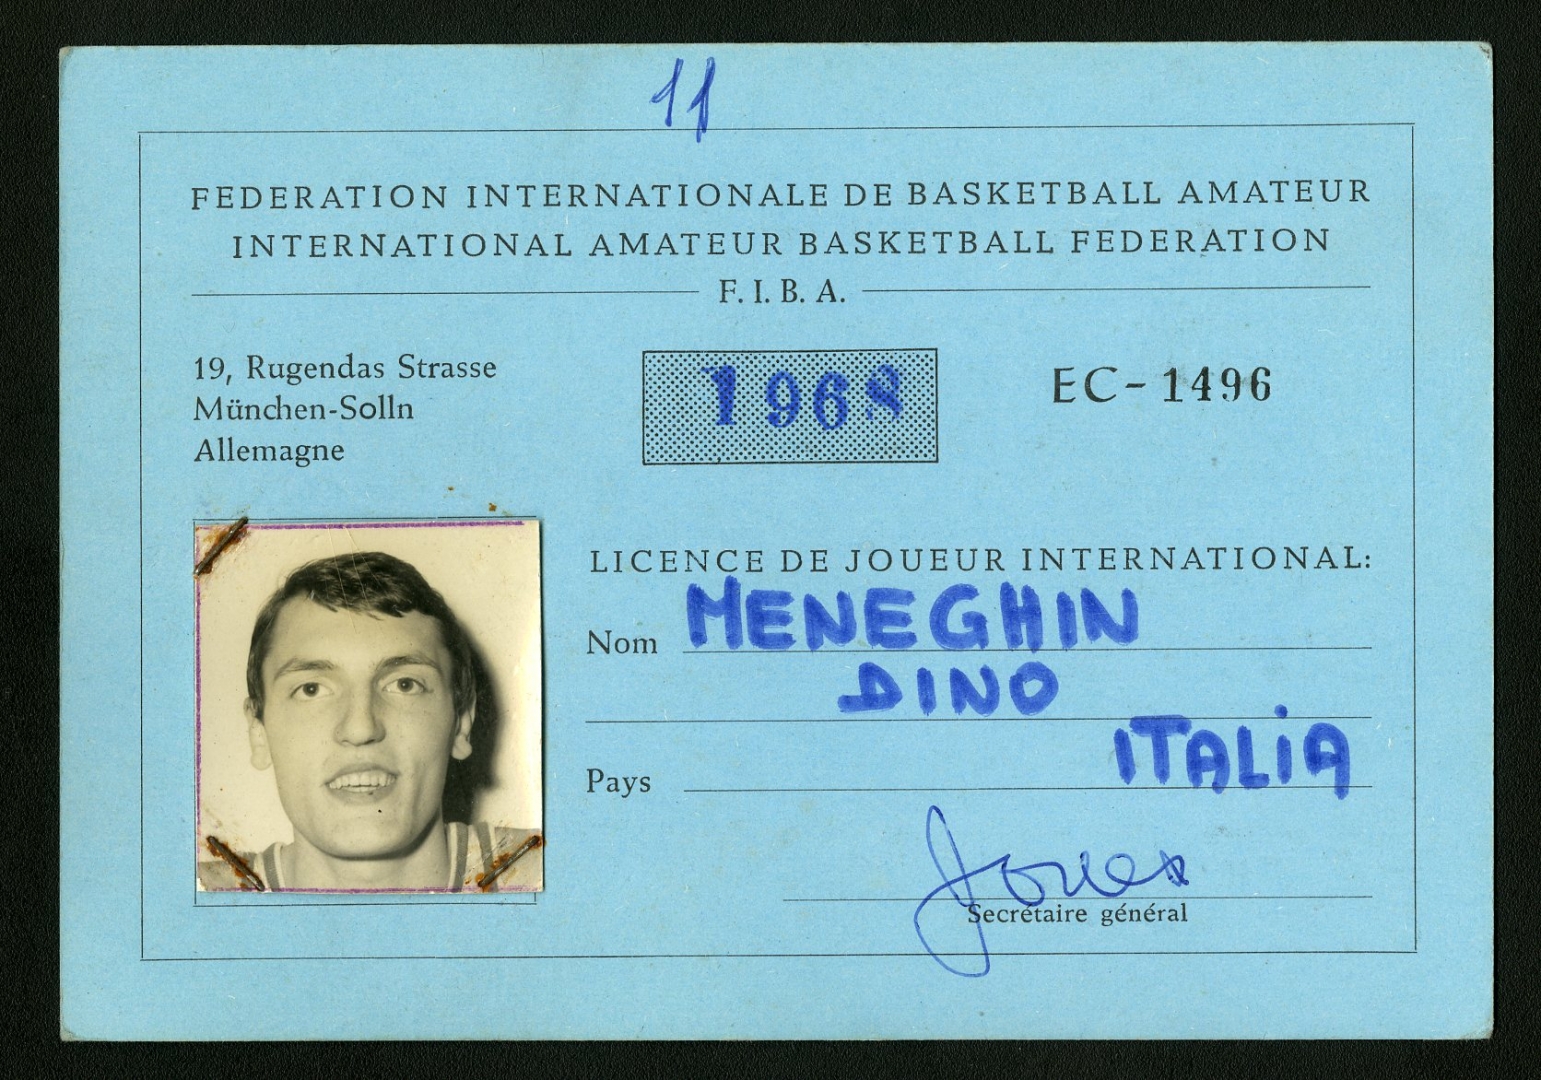 11
FEDERATION INTERNATIONALE DE BASKETBALL AMATEUR
INTERNATIONAL AMATEUR BASKETBALL FEDERATION
F. I. B. A.
19, Rugendas Strasse
München-Solln
Allemagne
1968
EC-1496
LICENCE DE JOUEUR INTERNATIONAL:
Nom MENEGHIN
DINO
Pays ITALiA
Jones
Secrétaire général